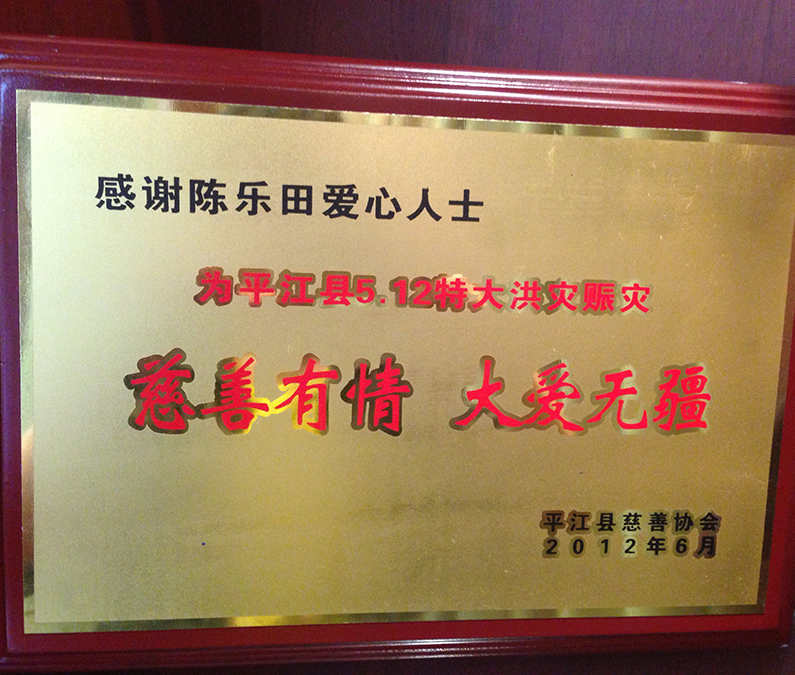 感谢陈乐田爱心人士
为平江县5.12特大洪灾赈灾
慈善有情 大爱无疆
平江县慈善协会
2012年6月